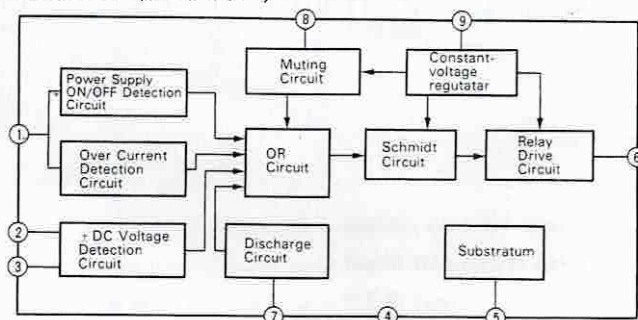 8
9
Power Supply
ON/OFF Detection
Circuit
Muting
Circuit
Constant-
voltage
regutatar
1
Over Current
Detection
Circuit
OR
Circuit
Schmidt
Circuit
Relay
Drive
Circuit
6
2
3
± DC Voltage
Detection
Circuit
Discharge
Circuit
Substratum
7
4
5